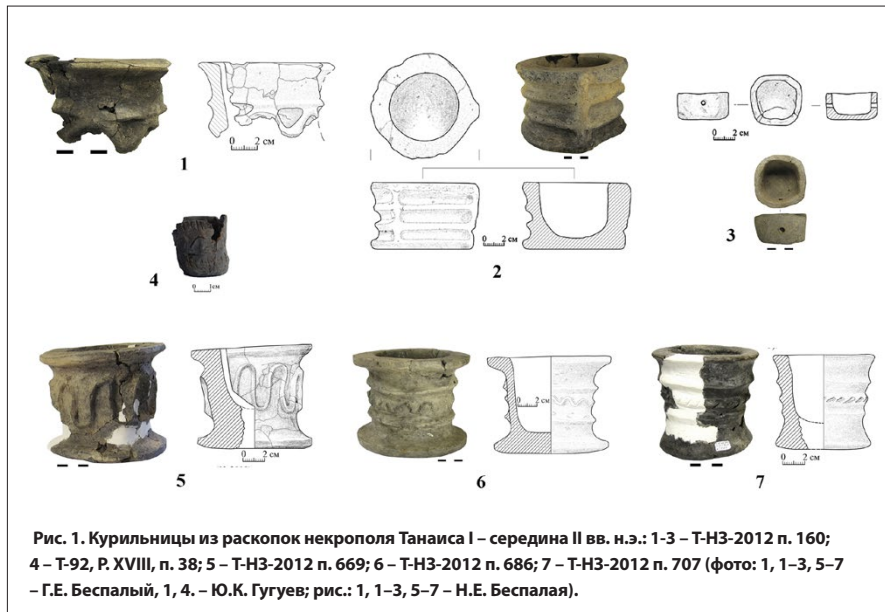 0 2 см
1
0 2 см
2
0 2 см
3
4
0 см
5
0 2 см
6
0 2 см
7
0 2 см
Рис. 1. Курильницы из раскопок некрополя Танаиса I – середина II вв. н.э.: 1-3 – Т-НЗ-2012 п. 160;
4 – Т-92, Р. XVIII, п. 38; 5 – Т-НЗ-2012 п. 669; 6 – Т-НЗ-2012 п. 686; 7 – Т-НЗ-2012 п. 707 (фото: 1, 1–3, 5–7
– Г.Е. Беспалый, 1, 4. – Ю.К. Гугуев; рис.: 1, 1–3, 5–7 – Н.Е. Беспалая).